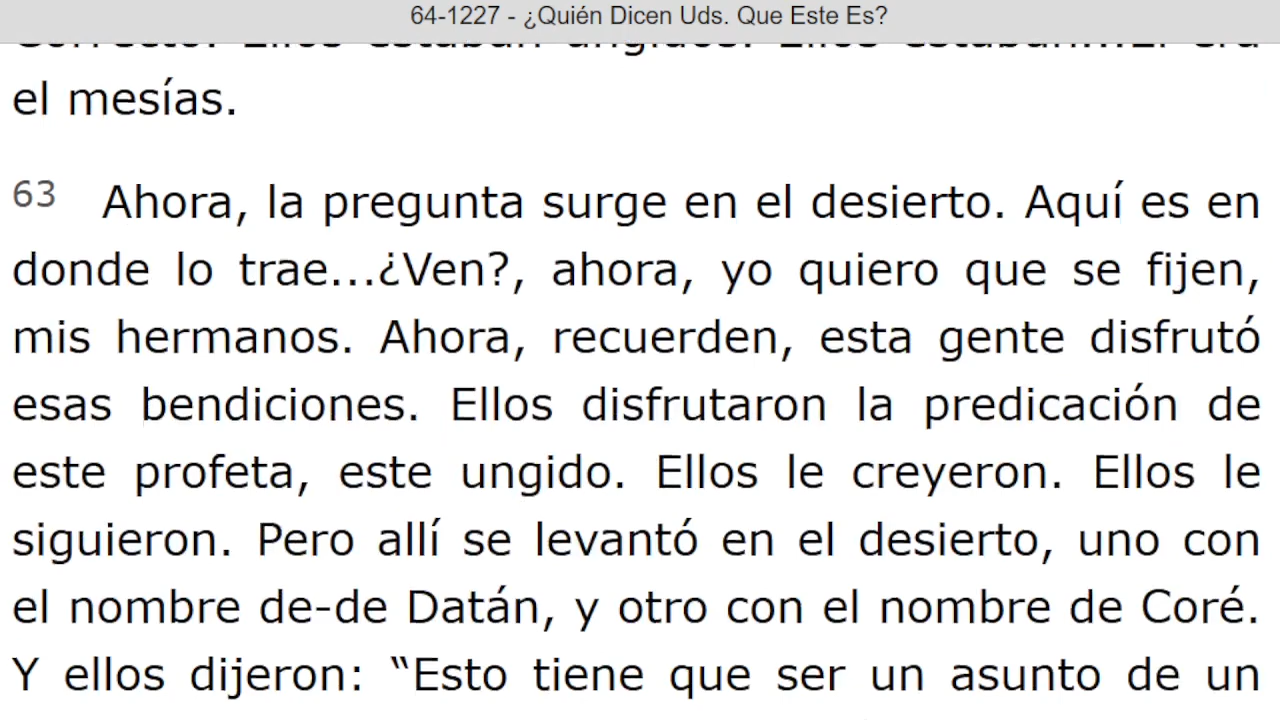 64-1227 - ¿Quién Dicen Uds. Que Este Es?
el mesías.
63 Ahora, la pregunta surge en el desierto. Aquí es en
donde lo trae...¿Ven?, ahora, yo quiero que se fijen,
mis hermanos. Ahora, recuerden, esta gente disfrutó
esas bendiciones. Ellos disfrutaron la predicación de
este profeta, este ungido. Ellos le creyeron. Ellos le
siguieron. Pero allí se levantó en el desierto, uno con
el nombre de-de Datán, y otro con el nombre de Coré.
Y ellos dijeron: “Esto tiene que ser un asunto de un